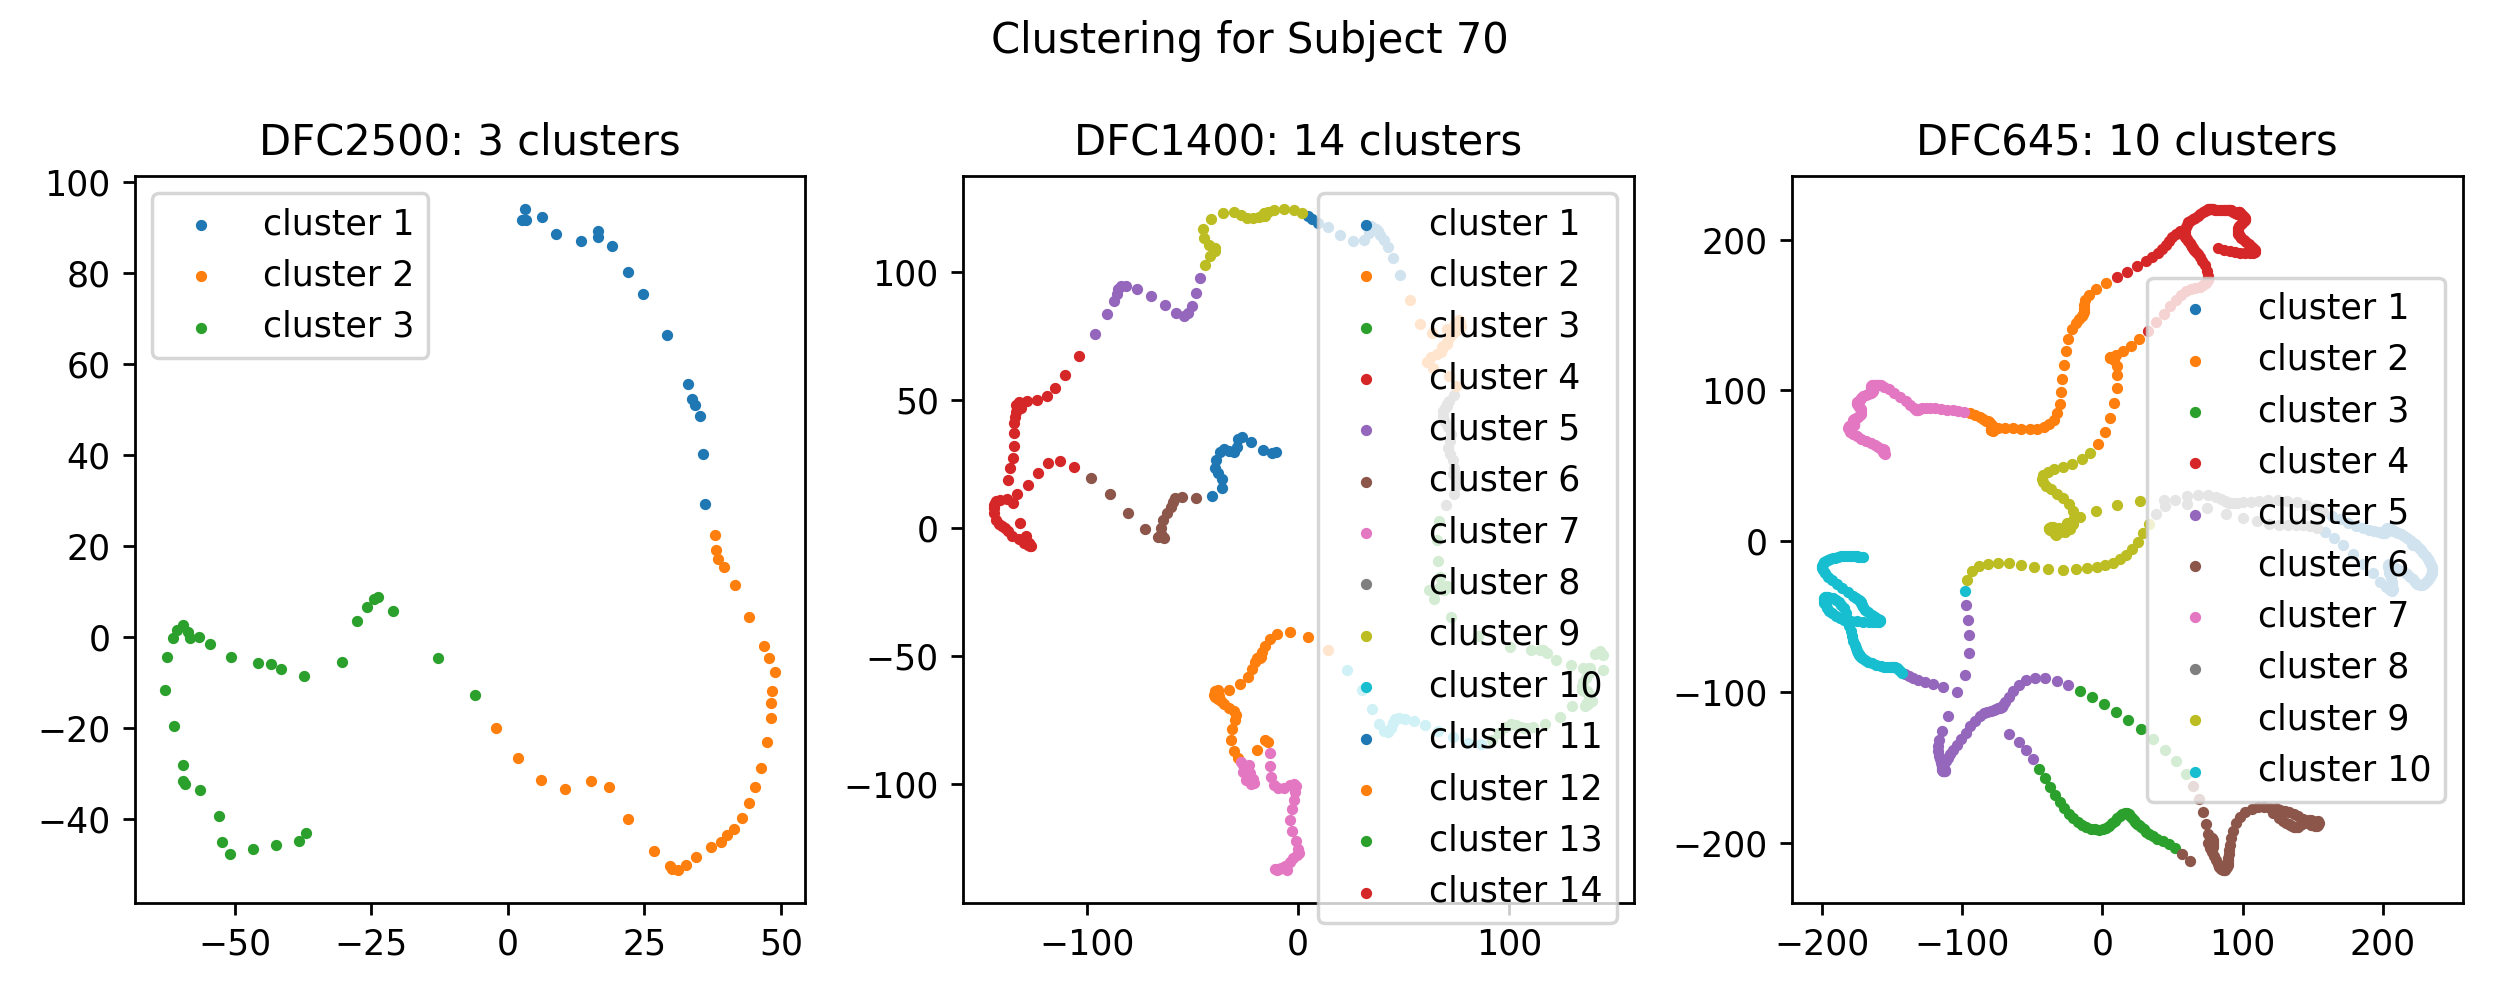 Clustering for Subject 70
DFC2500: 3 clusters
100
80
60
40
20
0
−20
−40
−50
−25
0
25
50
cluster 1
cluster 2
cluster 3
DFC1400: 14 clusters
100
50
0
−50
−100
−100
0
100
cluster 1
cluster 2
cluster 3
cluster 4
cluster 5
cluster 6
cluster 7
cluster 8
cluster 9
cluster 10
cluster 11
cluster 12
cluster 13
cluster 14
DFC645: 10 clusters
200
100
0
−100
−200
−200
−100
0
100
200
cluster 1
cluster 2
cluster 3
cluster 4
cluster 5
cluster 6
cluster 7
cluster 8
cluster 9
cluster 10